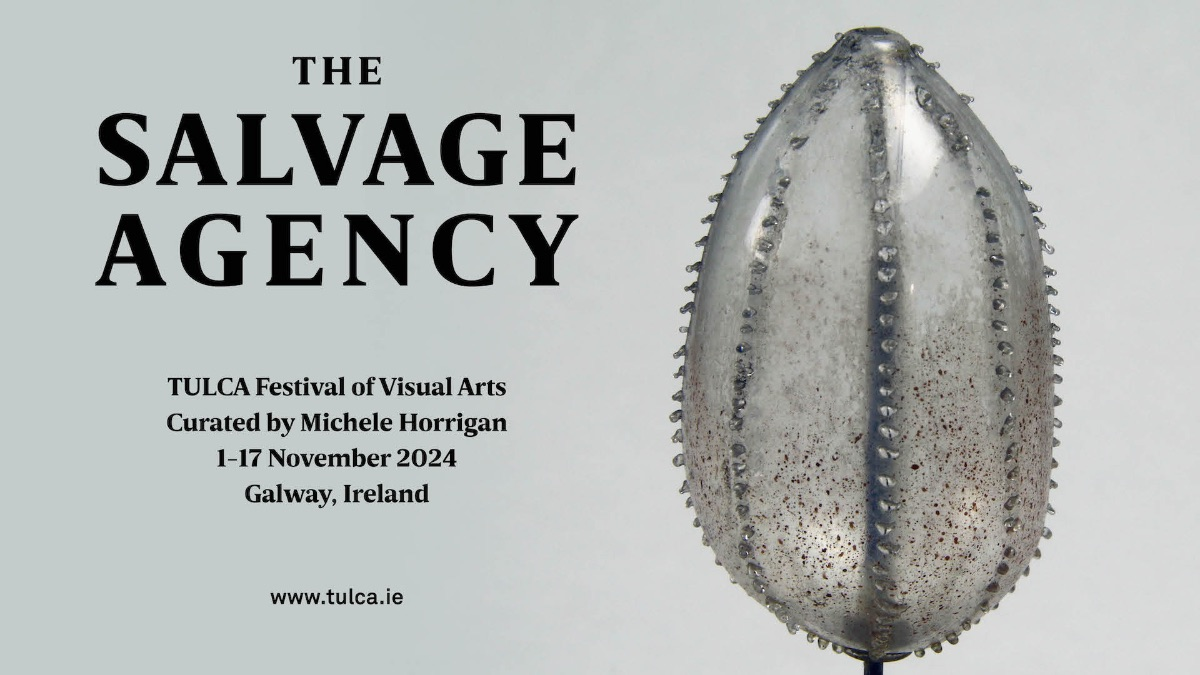 THE
SALVAGE
AGENCY
TULCA Festival of Visual Arts
Curated by Michele Horrigan
1–17 November 2024
Galway, Ireland
www.tulca.ie